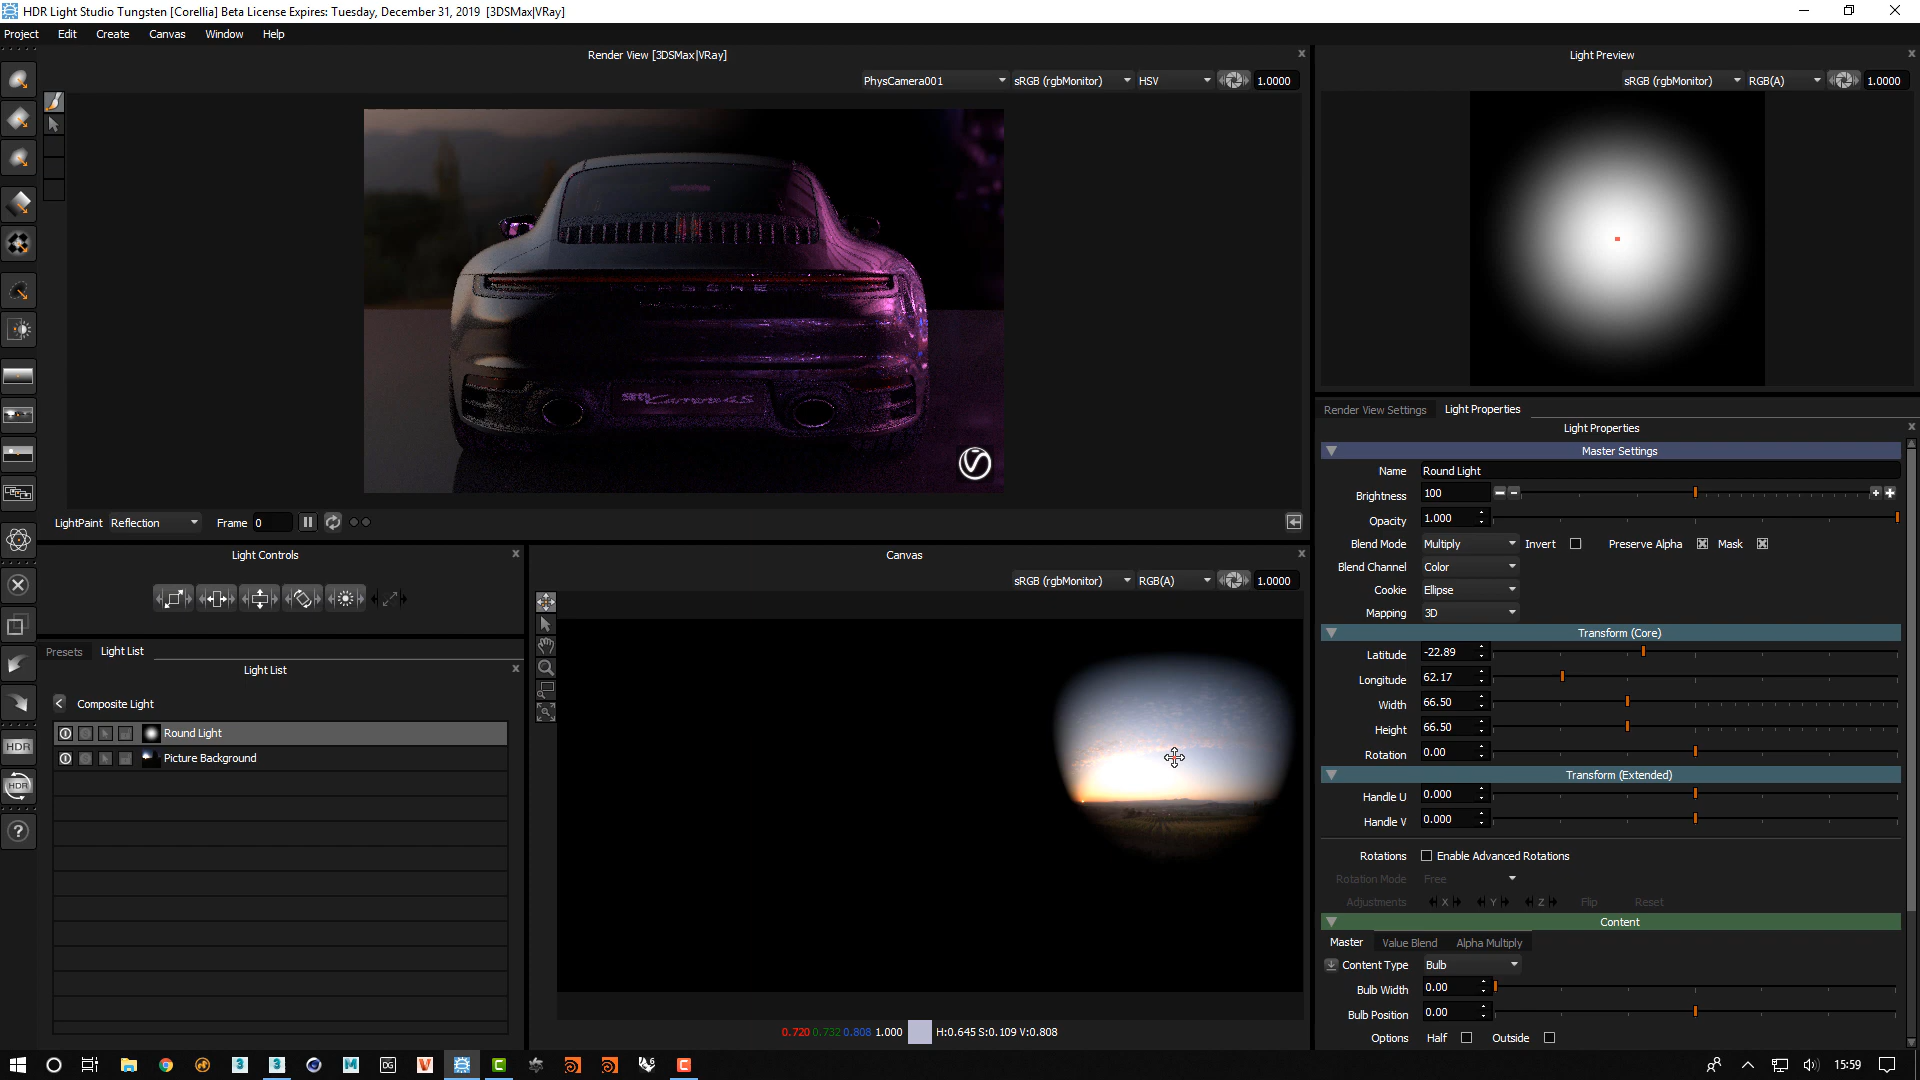 HDR Light Studio Tungsten [Corellia] Beta License Expires: Tuesday, December 31, 2019 [3DSMax|VRay]
Project Edit Create Canvas Window Help
Render View [3DSMax|VRay]
PhysCamera001 sRGB (rgbMonitor) HSV 1.0000
PORSCHE
LightPaint Reflection Frame 0
Light Controls
Presets Light List
Light List
Composite Light
Round Light
Picture Background
HDR
HDR
Canvas
sRGB (rgbMonitor) RGB(A) 1.0000
0.720 0.732 0.808 1.000 H:0.645 S:0.109 V:0.808
Light Preview
sRGB (rgbMonitor) RGB(A) 1.0000
Render View Settings Light Properties
Light Properties
Master Settings
Name Round Light
Brightness 100
Opacity 1.000
Blend Mode Multiply Invert Preserve Alpha Mask
Blend Channel Color
Cookie Ellipse
Mapping 3D
Transform (Core)
Latitude -22.89
Longitude 62.17
Width 66.50
Height 66.50
Rotation 0.00
Transform (Extended)
Handle U 0.000
Handle V 0.000
Rotations Enable Advanced Rotations
Rotation Mode Free
Adjustments X Y Z Flip Reset
Content
Master Value Blend Alpha Multiply
Content Type Bulb
Bulb Width 0.00
Bulb Position 0.00
Options Half Outside
15:59